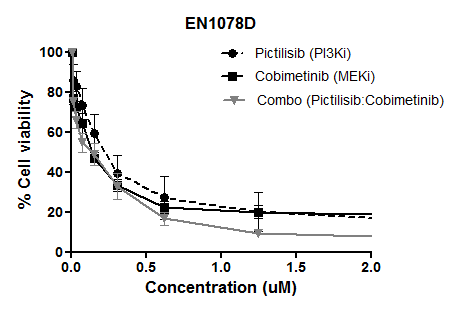 EN1078D
Pictilisib (PI3Ki)
Cobimetinib (MEKi)
Combo (Pictilisib:Cobimetinib)
% Cell viability
100
80
60
40
20
0
0.0 0.5 1.0 1.5 2.0
Concentration (uM)